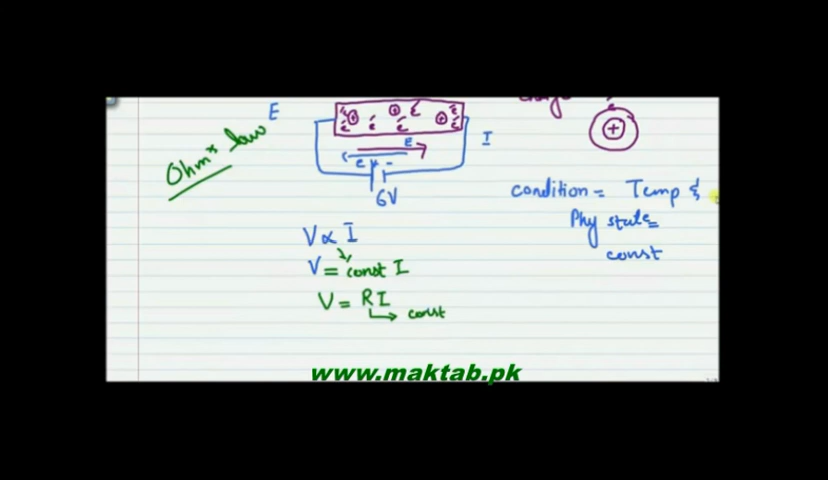 E
I
e
e + -
6V
Ohm's law
condition = Temp &
Phy state =
const
V ∝ I
V = const I
V = RI
const
www.maktab.pk